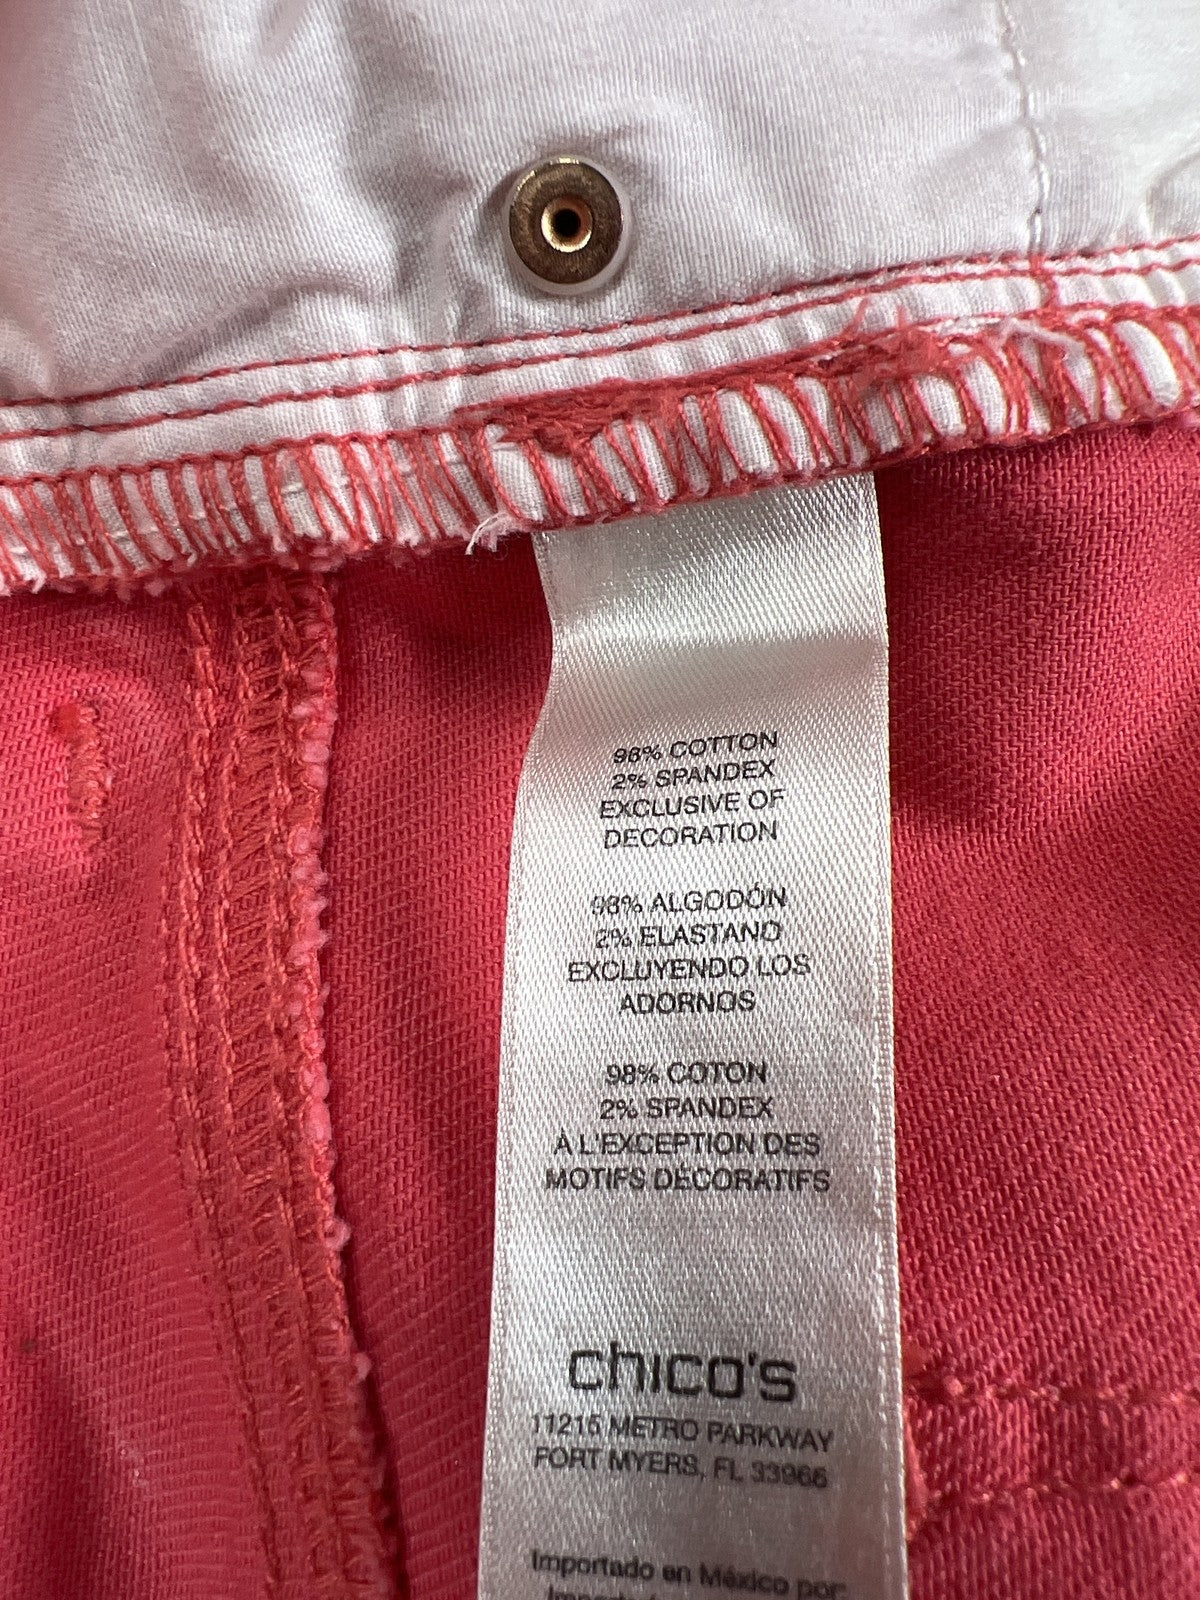 98% COTTON
2% SPANDEX
EXCLUSIVE OF
DECORATION
98% ALGODÓN
2% ELASTANO
EXCLUYENDO LOS
ADORNOS
98% COTON
2% SPANDEX
À L'EXCEPTION DES
MOTIFS DÉCORATIFS
chico's
11215 METRO PARKWAY
FORT MYERS, FL 33966
Importado en México por: